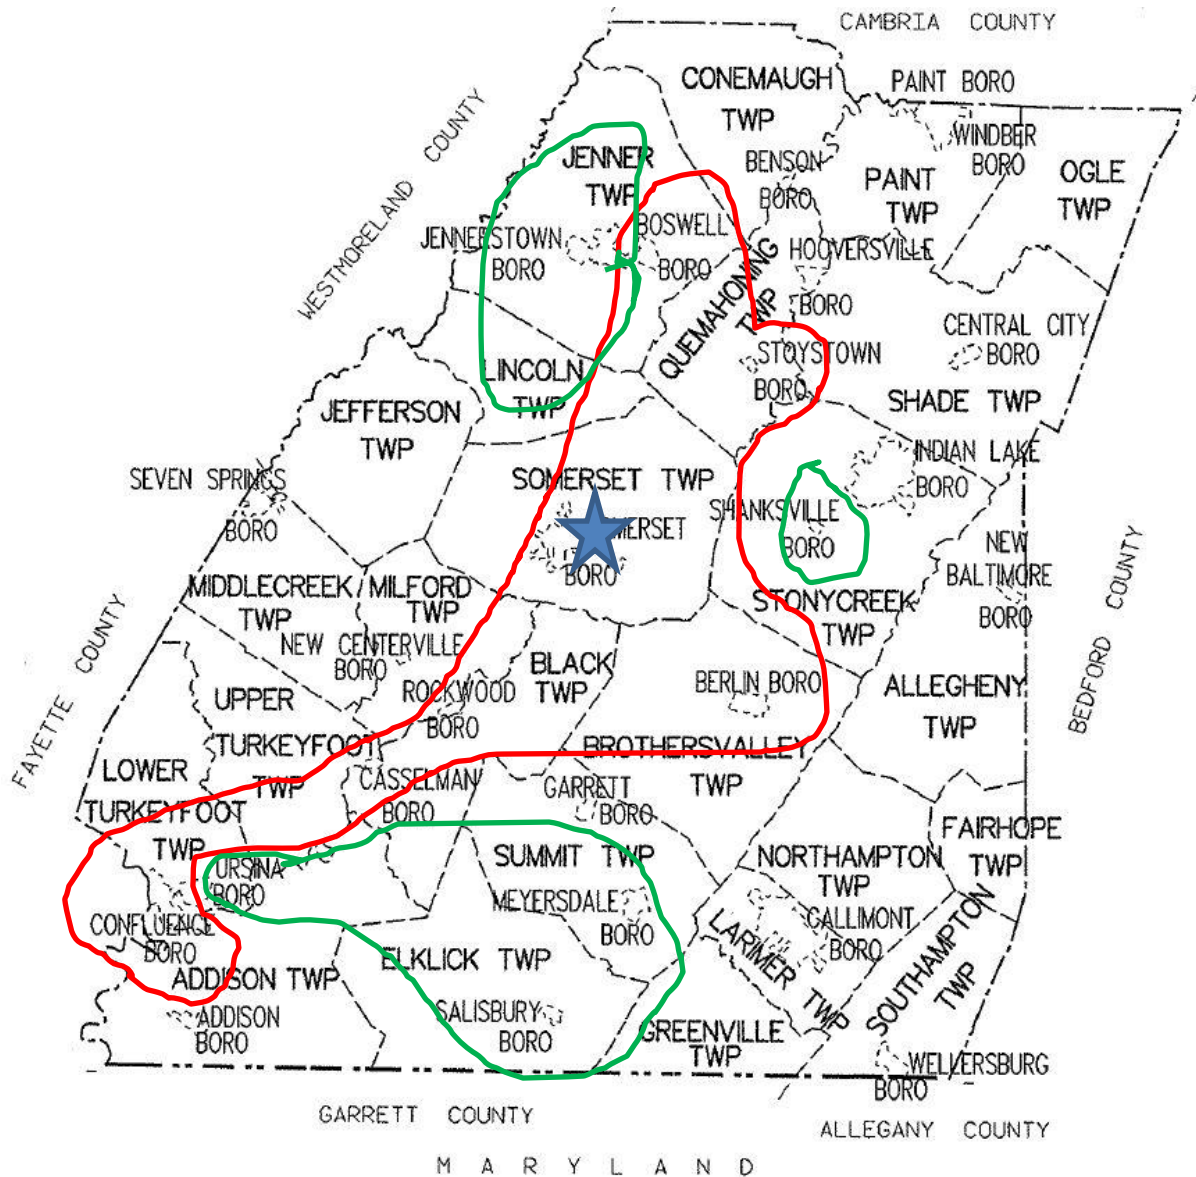 CAMBRIA COUNTY
CONEMAUGH
TWP
PAINT BORO
WINDBER
BORO
WESTMORELAND COUNTY
JENNER
TWP
BENSON
BORO
PAINT
TWP
OGLE
TWP
JENNERSTOWN
BORO
BOSWELL
BORO
HOOVERSVILLE
BORO
QUEMAHONING
TWP
CENTRAL CITY
BORO
STOYSTOWN
BORO
LINCOLN
TWP
SHADE TWP
JEFFERSON
TWP
INDIAN LAKE
BORO
SEVEN SPRINGS
BORO
SOMERSET TWP
SHANKSVILLE
BORO
MERSET
BORO
NEW
BALTIMORE
BORO
BEDFORD COUNTY
MIDDLECREEK
TWP
MILFORD
TWP
STONYCREEK
TWP
FAYETTE COUNTY
NEW CENTERVILLE
BORO
BLACK
TWP
BERLIN BORO
ALLEGHENY
TWP
ROCKWOOD
BORO
UPPER
TURKEYFOOT
TWP
BROTHERSVALLEY
TWP
LOWER
TURKEYFOOT
TWP
CASSELMAN
BORO
GARRETT
BORO
FAIRHOPE
TWP
URSINA
BORO
SUMMIT TWP
NORTHAMPTON
TWP
MEYERSDALE
BORO
CALLIMONT
BORO
CONFLUENCE
BORO
LARIMER TWP
SOUTHAMPTON
TWP
ADDISON TWP
ELKLICK TWP
ADDISON
BORO
SALISBURY
BORO
GREENVILLE
TWP
WELLERSBURG
BORO
GARRETT COUNTY
ALLEGANY COUNTY
MARYLAND